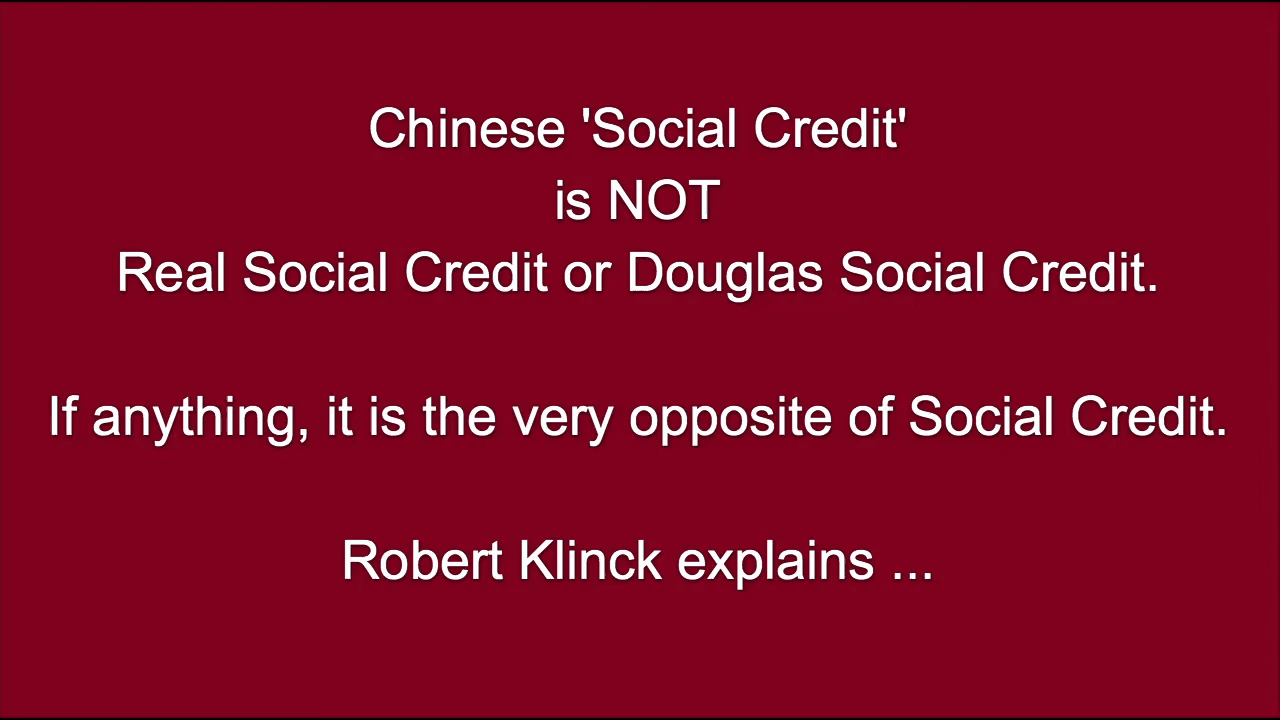 Chinese 'Social Credit'
is NOT
Real Social Credit or Douglas Social Credit.
If anything, it is the very opposite of Social Credit.
Robert Klinck explains ...